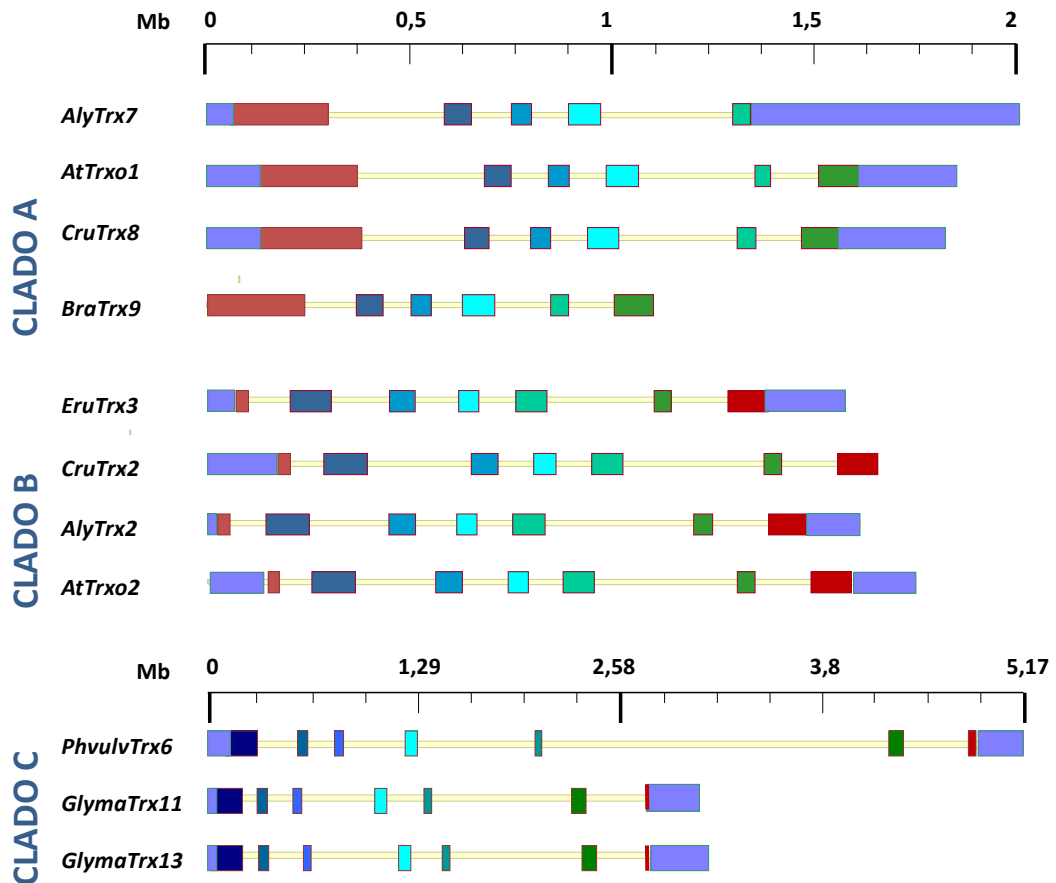 Mb 0 0,5 1 1,5 2
CLADO A
AlyTrx7
AtTrxo1
CruTrx8
BraTrx9
CLADO B
EruTrx3
CruTrx2
AlyTrx2
AtTrxo2
Mb 0 1,29 2,58 3,8 5,17
CLADO C
PhvulvTrx6
GlymaTrx11
GlymaTrx13